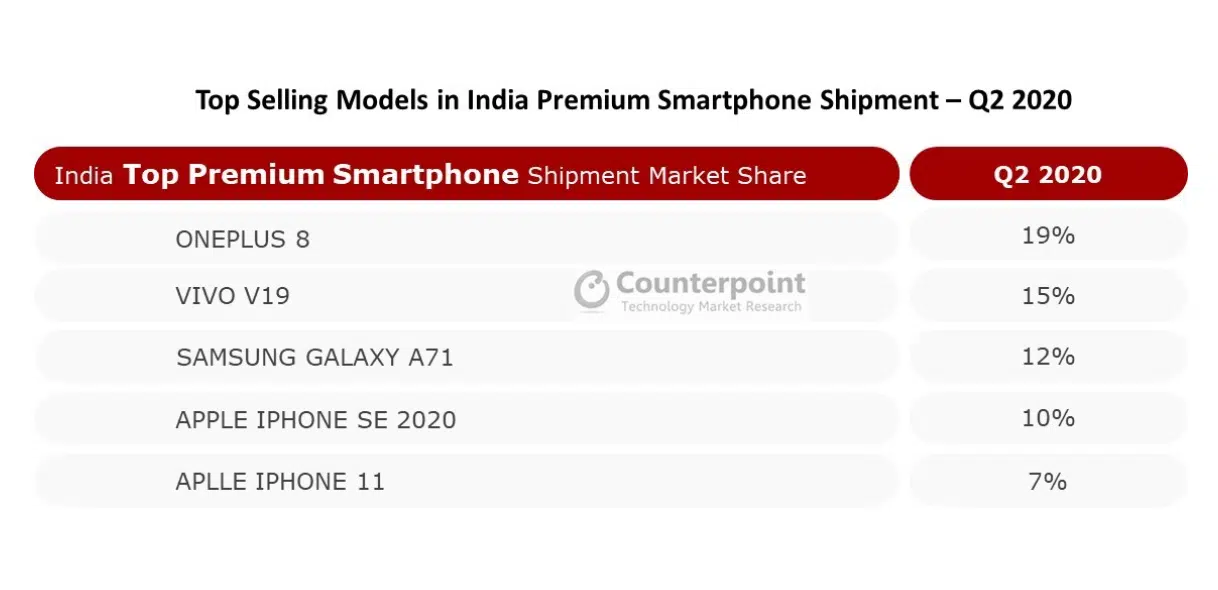 Top Selling Models in India Premium Smartphone Shipment – Q2 2020
India Top Premium Smartphone Shipment Market Share Q2 2020
ONEPLUS 8 19%
Counterpoint
Technology Market Research
VIVO V19 15%
SAMSUNG GALAXY A71 12%
APPLE IPHONE SE 2020 10%
APLLE IPHONE 11 7%